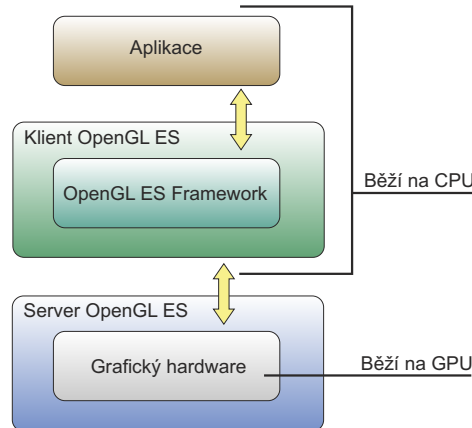 Aplikace
Klient OpenGL ES
OpenGL ES Framework
Běží na CPU
Server OpenGL ES
Grafický hardware
Běží na GPU